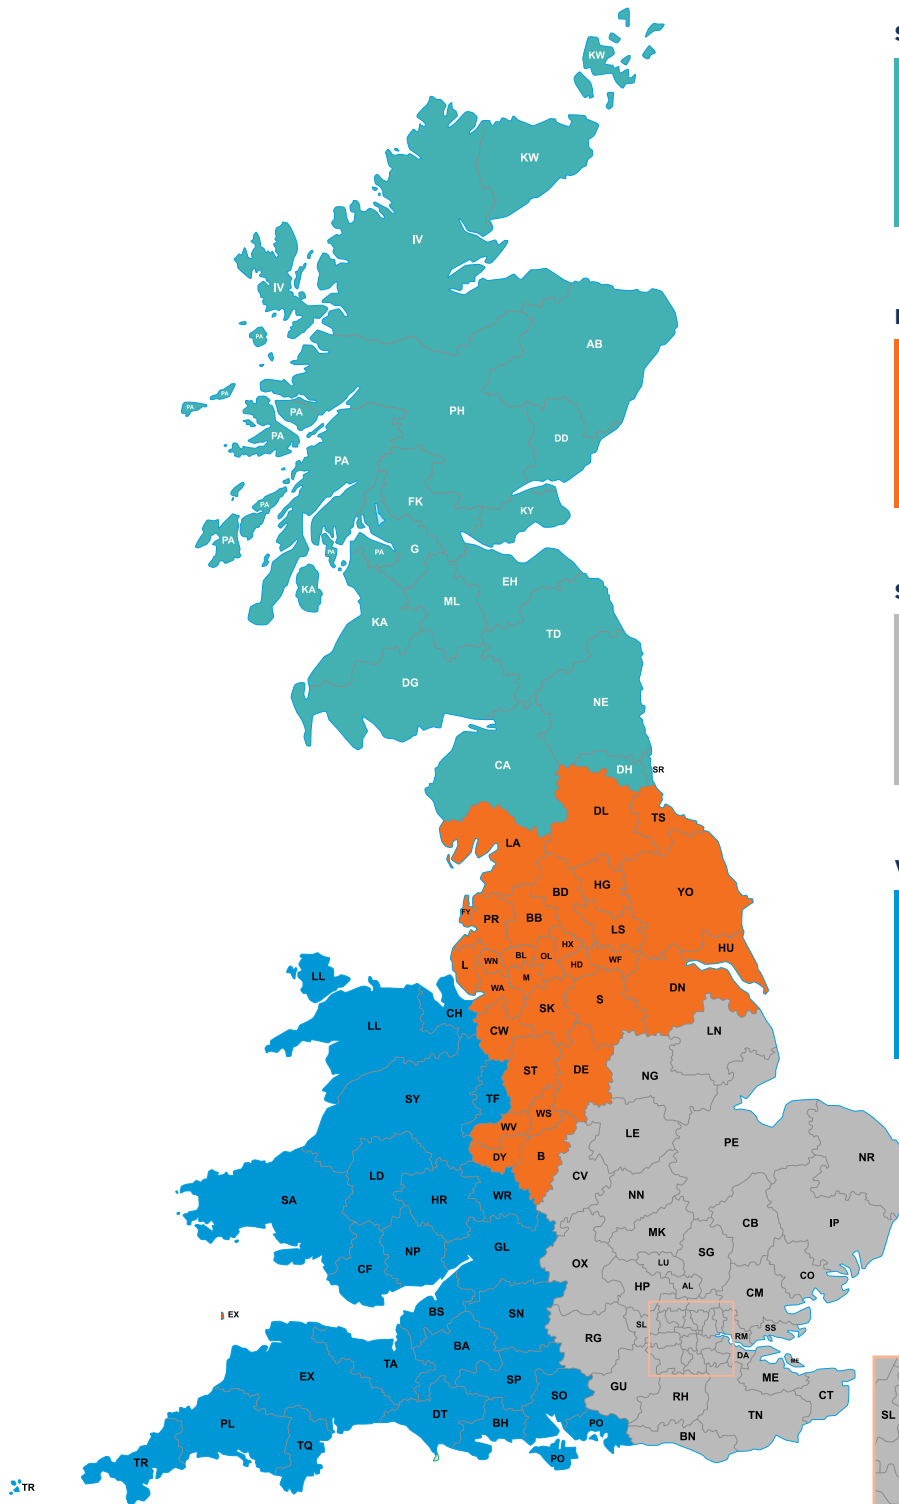 S
KW
KW
IV
IV
PA
AB
PA
PA
PA
PH
PA
DD
PA
PA
FK
KY
PA
G
PA
PA
EH
KA
ML
KA
TD
DG
NE
CA
DH
SR
DL
TS
LA
BD
HG
YO
FY
PR
BB
LS
HX
HU
L
WN
BL
OL
HD
WF
M
WA
DN
LL
CH
SK
S
LL
CW
LN
ST
DE
NG
SY
TF
WS
WV
LE
PE
DY
B
NR
CV
LD
HR
WR
NN
SA
MK
CB
IP
NP
GL
SG
CF
OX
LU
HP
AL
CO
CM
EX
BS
SN
SL
SS
RM
BA
RG
DA
ME
TA
EX
SP
GU
ME
SO
RH
CT
PL
DT
BH
PO
SL
TN
BN
TQ
PO
TR
TR